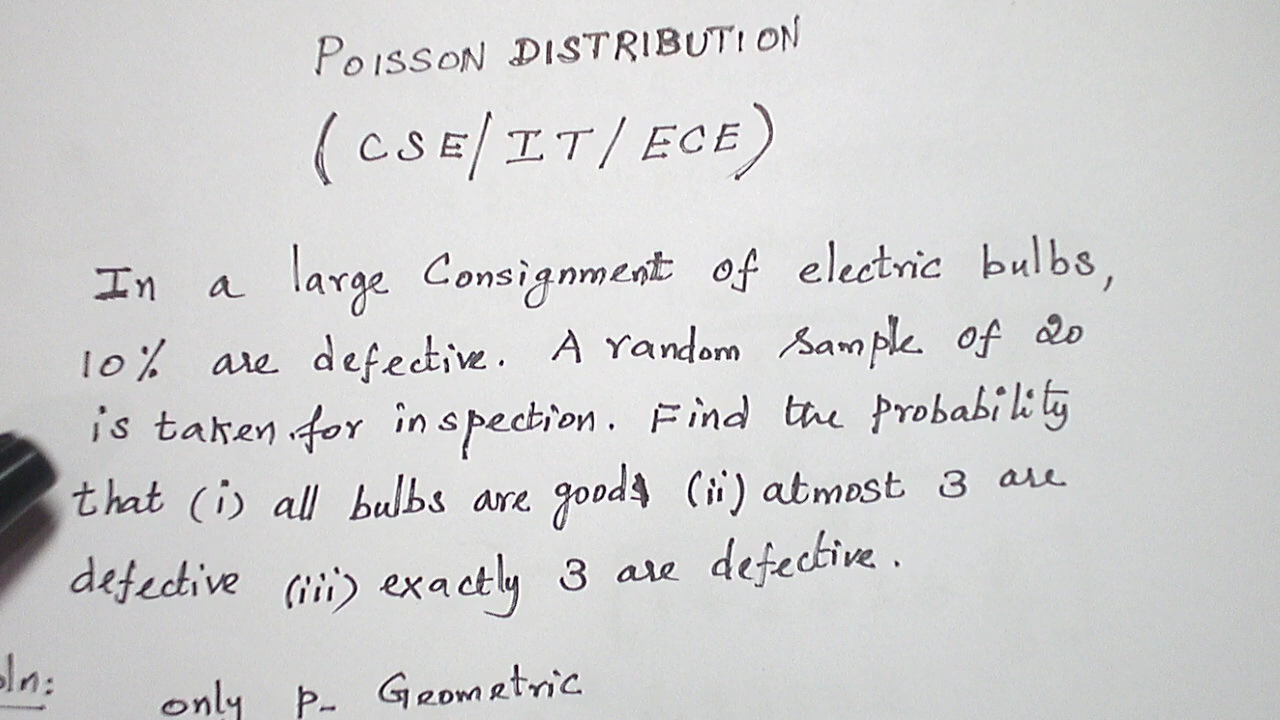 POISSON DISTRIBUTION
(CSE/IT/ECE)
In a large Consignment of electric bulbs,
10% are defective. A random sample of 20
is taken for inspection. Find the probability
that (i) all bulbs are goods (ii) atmost 3 are
defective (iii) exactly 3 are defective.
oln:
only p- Geometric